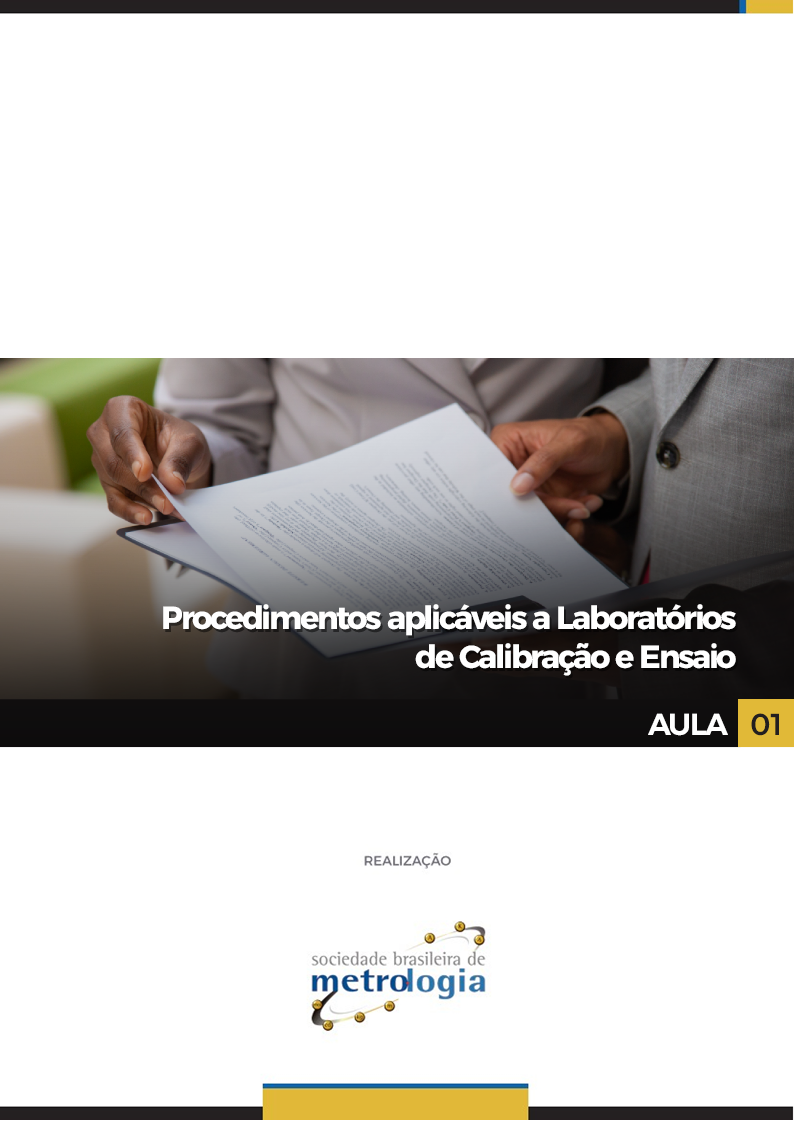 Procedimentos aplicáveis a Laboratórios
de Calibração e Ensaio
AULA 01
REALIZAÇÃO
sociedade brasileira de
metrologia